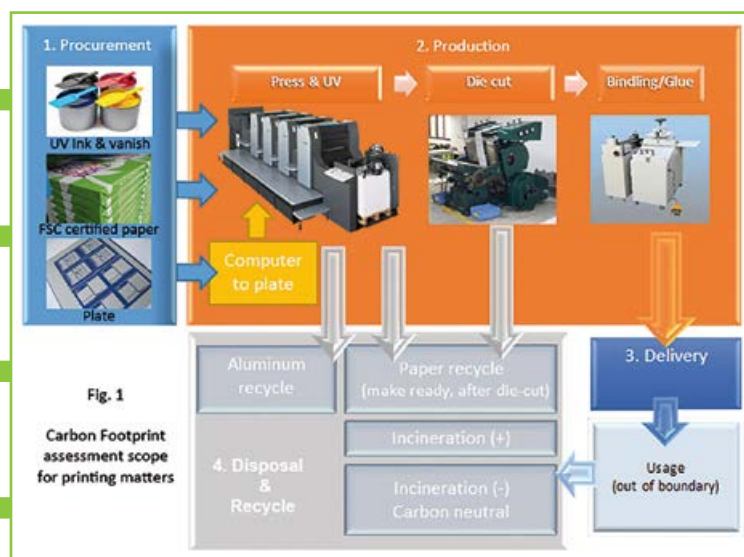 1. Procurement
UV Ink & vanish
FSC certified paper
Plate
2. Production
Press & UV
Die cut
Bindling/Glue
Computer
to plate
Aluminum
recycle
Paper recycle
(make ready, after die-cut)
Incineration (+)
Incineration (-)
Carbon neutral
4. Disposal
&
Recycle
3. Delivery
Usage
(out of boundary)
Fig. 1
Carbon Footprint
assessment scope
for printing matters